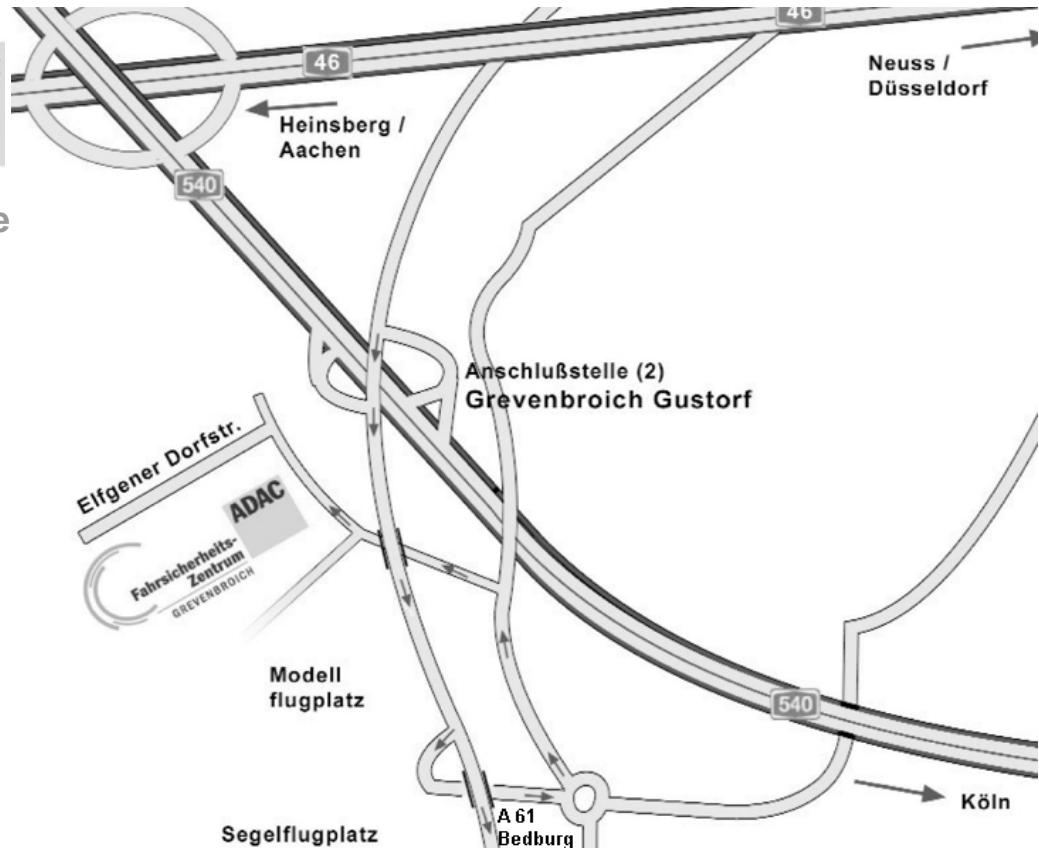 46
46
Neuss /
Düsseldorf
Heinsberg /
Aachen
540
e
Anschlußstelle (2)
Grevenbroich Gustorf
Elfgener Dorfstr.
ADAC
Fahrsicherheits-
Zentrum
GREVENBROICH
Modell
flugplatz
540
Köln
A 61
Bedburg
Segelflugplatz